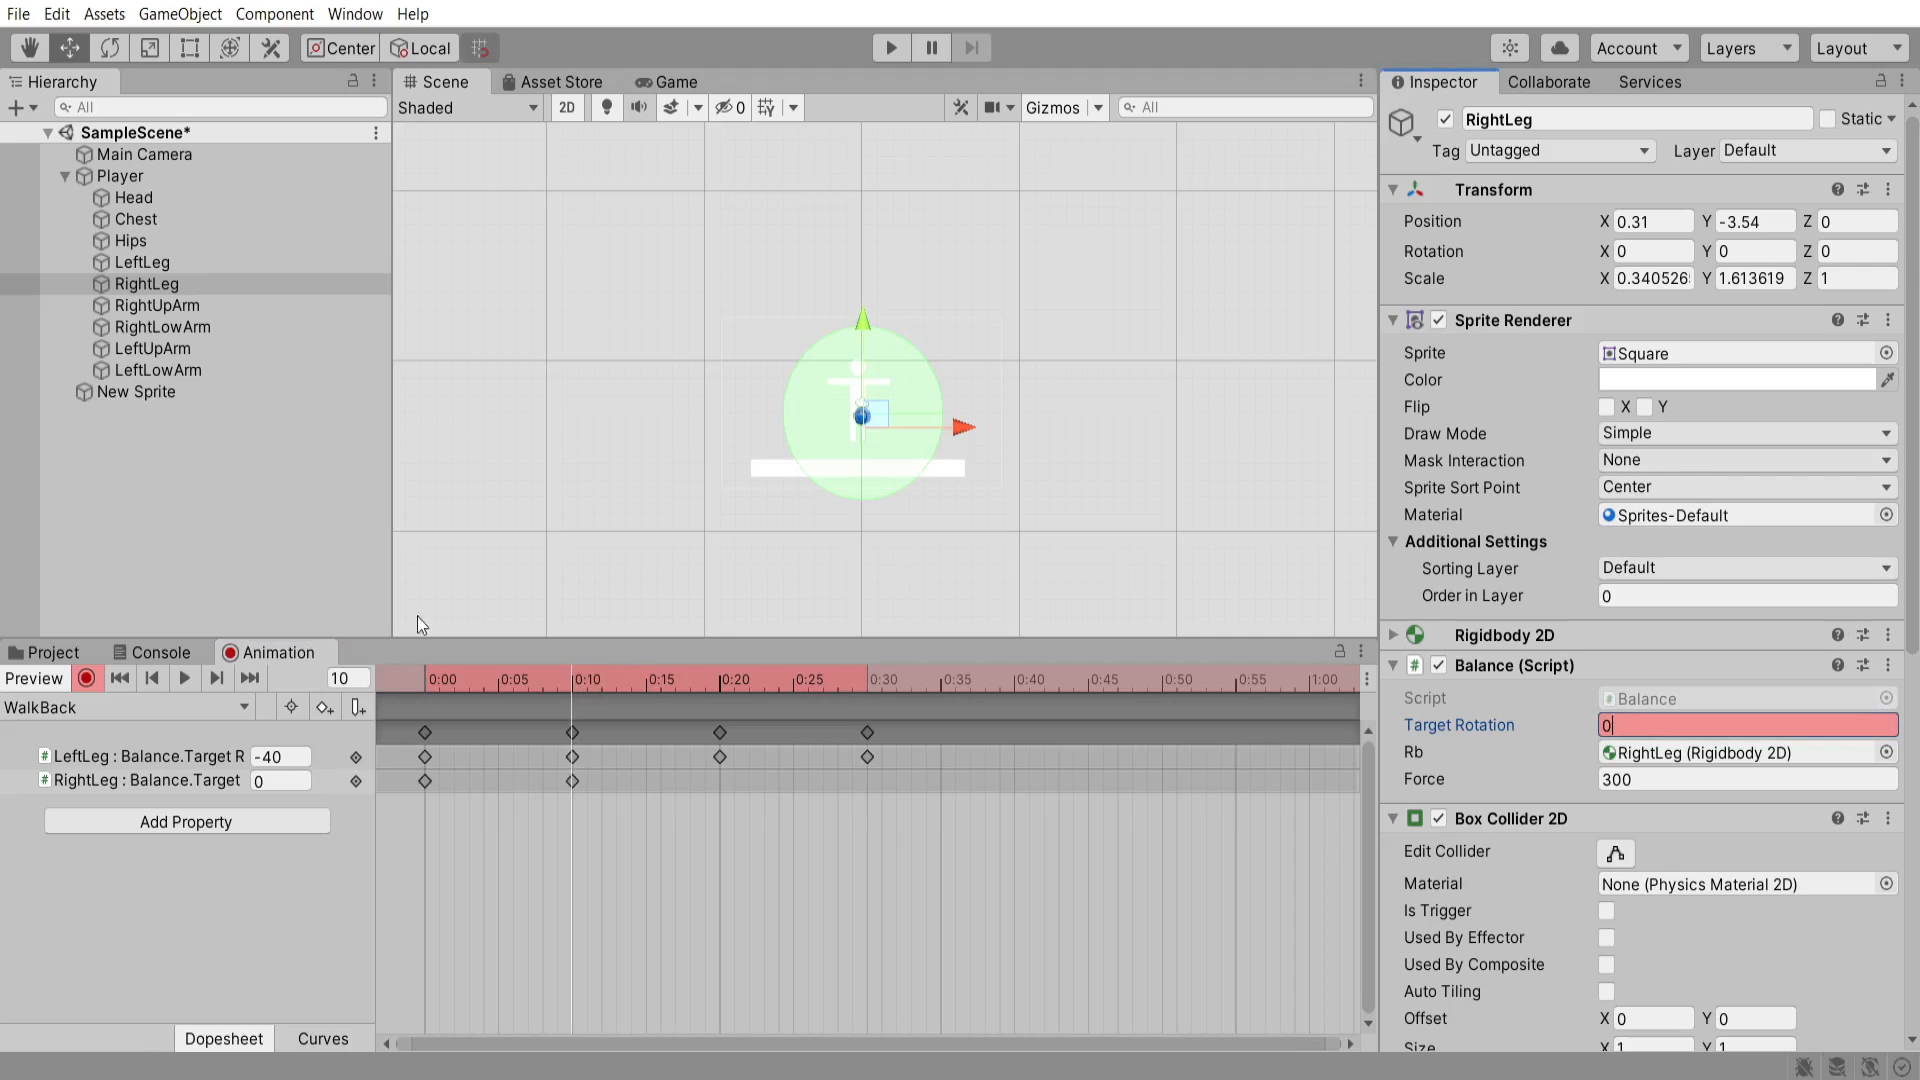 File Edit Assets GameObject Component Window Help
Center Local Account Layers Layout
Hierarchy
All
SampleScene*
Main Camera
Player
Head
Chest
Hips
LeftLeg
RightLeg
RightUpArm
RightLowArm
LeftUpArm
LeftLowArm
New Sprite
Scene Asset Store Game
Shaded 2D 0 Gizmos All
Inspector Collaborate Services
RightLeg Static
Tag Untagged Layer Default
Transform
Position X 0.31 Y -3.54 Z 0
Rotation X 0 Y 0 Z 0
Scale X 0.340526 Y 1.613619 Z 1
Sprite Renderer
Sprite Square
Color
Flip X Y
Draw Mode Simple
Mask Interaction None
Sprite Sort Point Center
Material Sprites-Default
Additional Settings
Sorting Layer Default
Order in Layer 0
Rigidbody 2D
Balance (Script)
Script Balance
Target Rotation 0
Rb RightLeg (Rigidbody 2D)
Force 300
Box Collider 2D
Edit Collider
Material None (Physics Material 2D)
Is Trigger
Used By Effector
Used By Composite
Auto Tiling
Offset X 0 Y 0
Size X 1 Y 1
Project Console Animation
Preview 10 0:00 0:05 0:10 0:15 0:20 0:25 0:30 0:35 0:40 0:45 0:50 0:55 1:00
WalkBack
LeftLeg : Balance.Target R -40
RightLeg : Balance.Target 0
Add Property
Dopesheet Curves